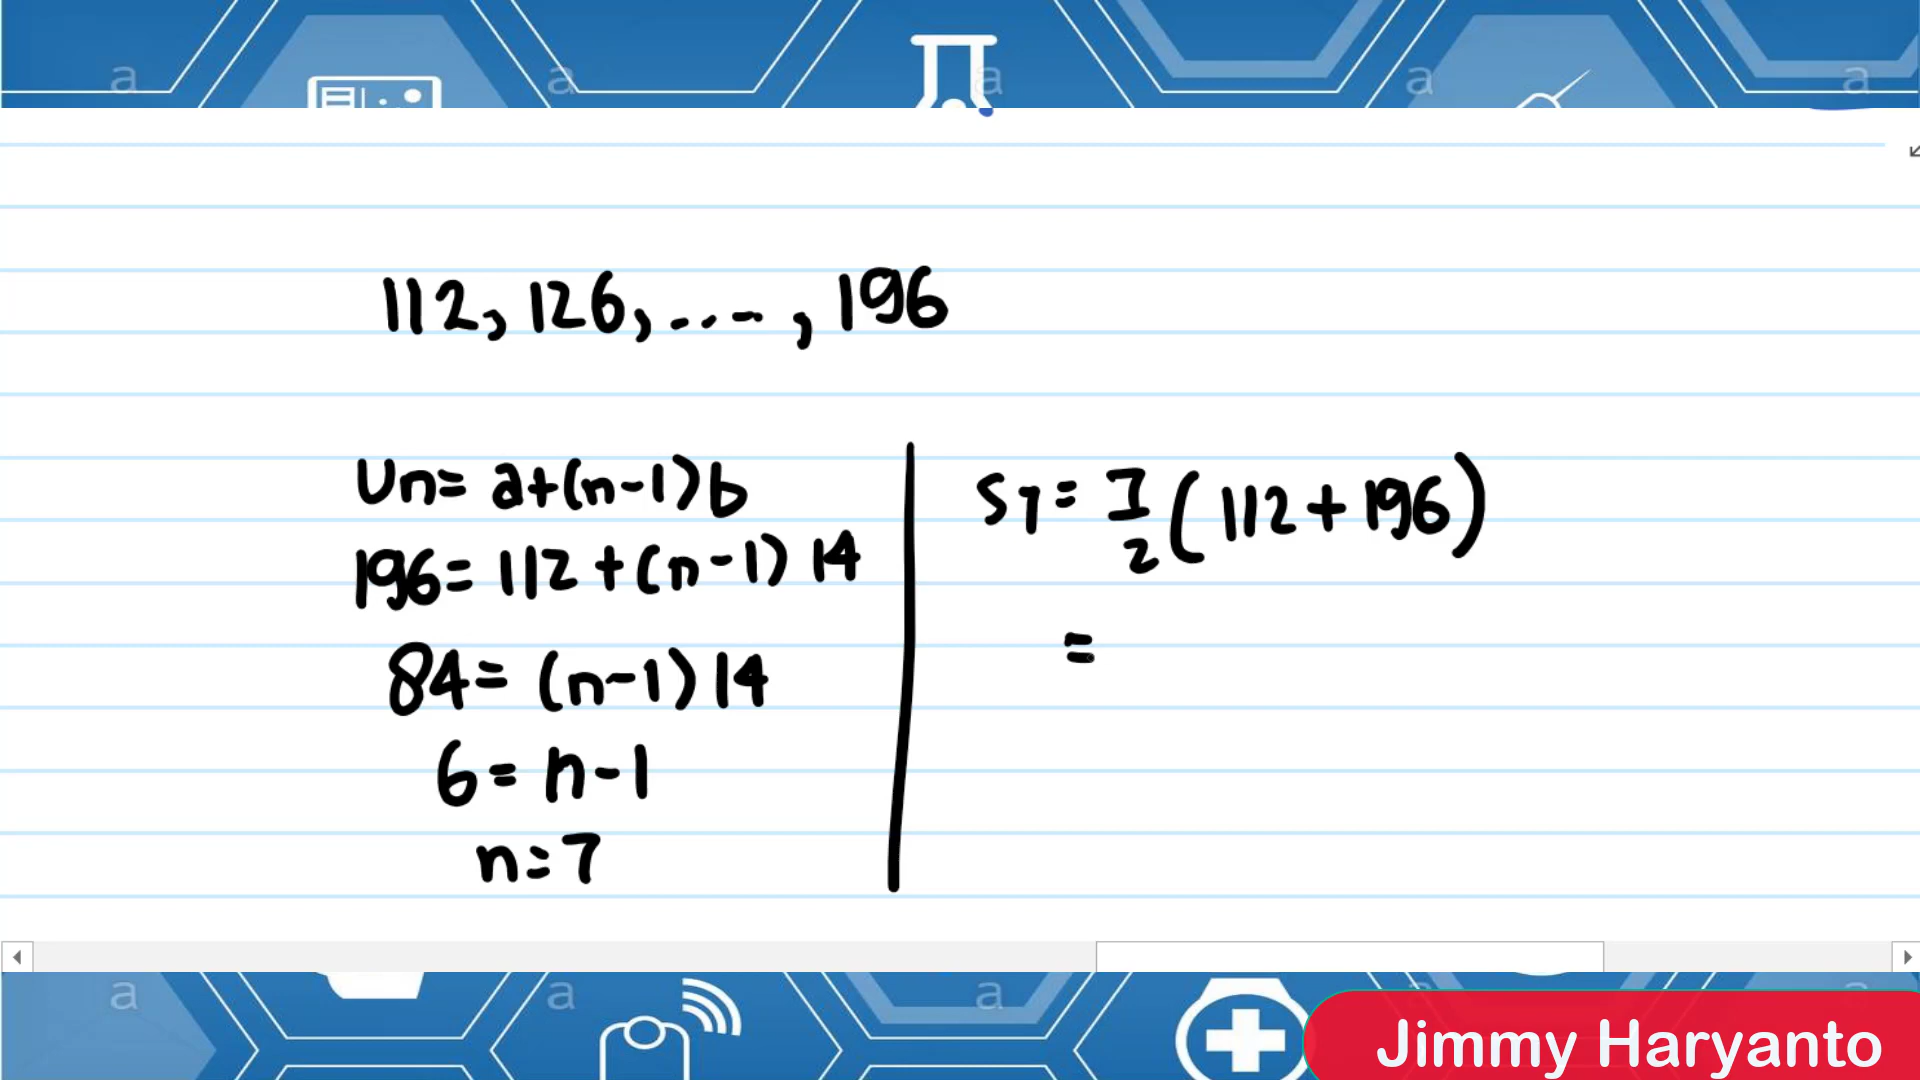 a a a a a
112, 126, ...., 196
Un= a+(n-1)b
196= 112 + (n-1) 14
84= (n-1) 14
6= n-1
n=7
S7= 7/2 (112+196)
=
a a a a a
Jimmy Haryanto